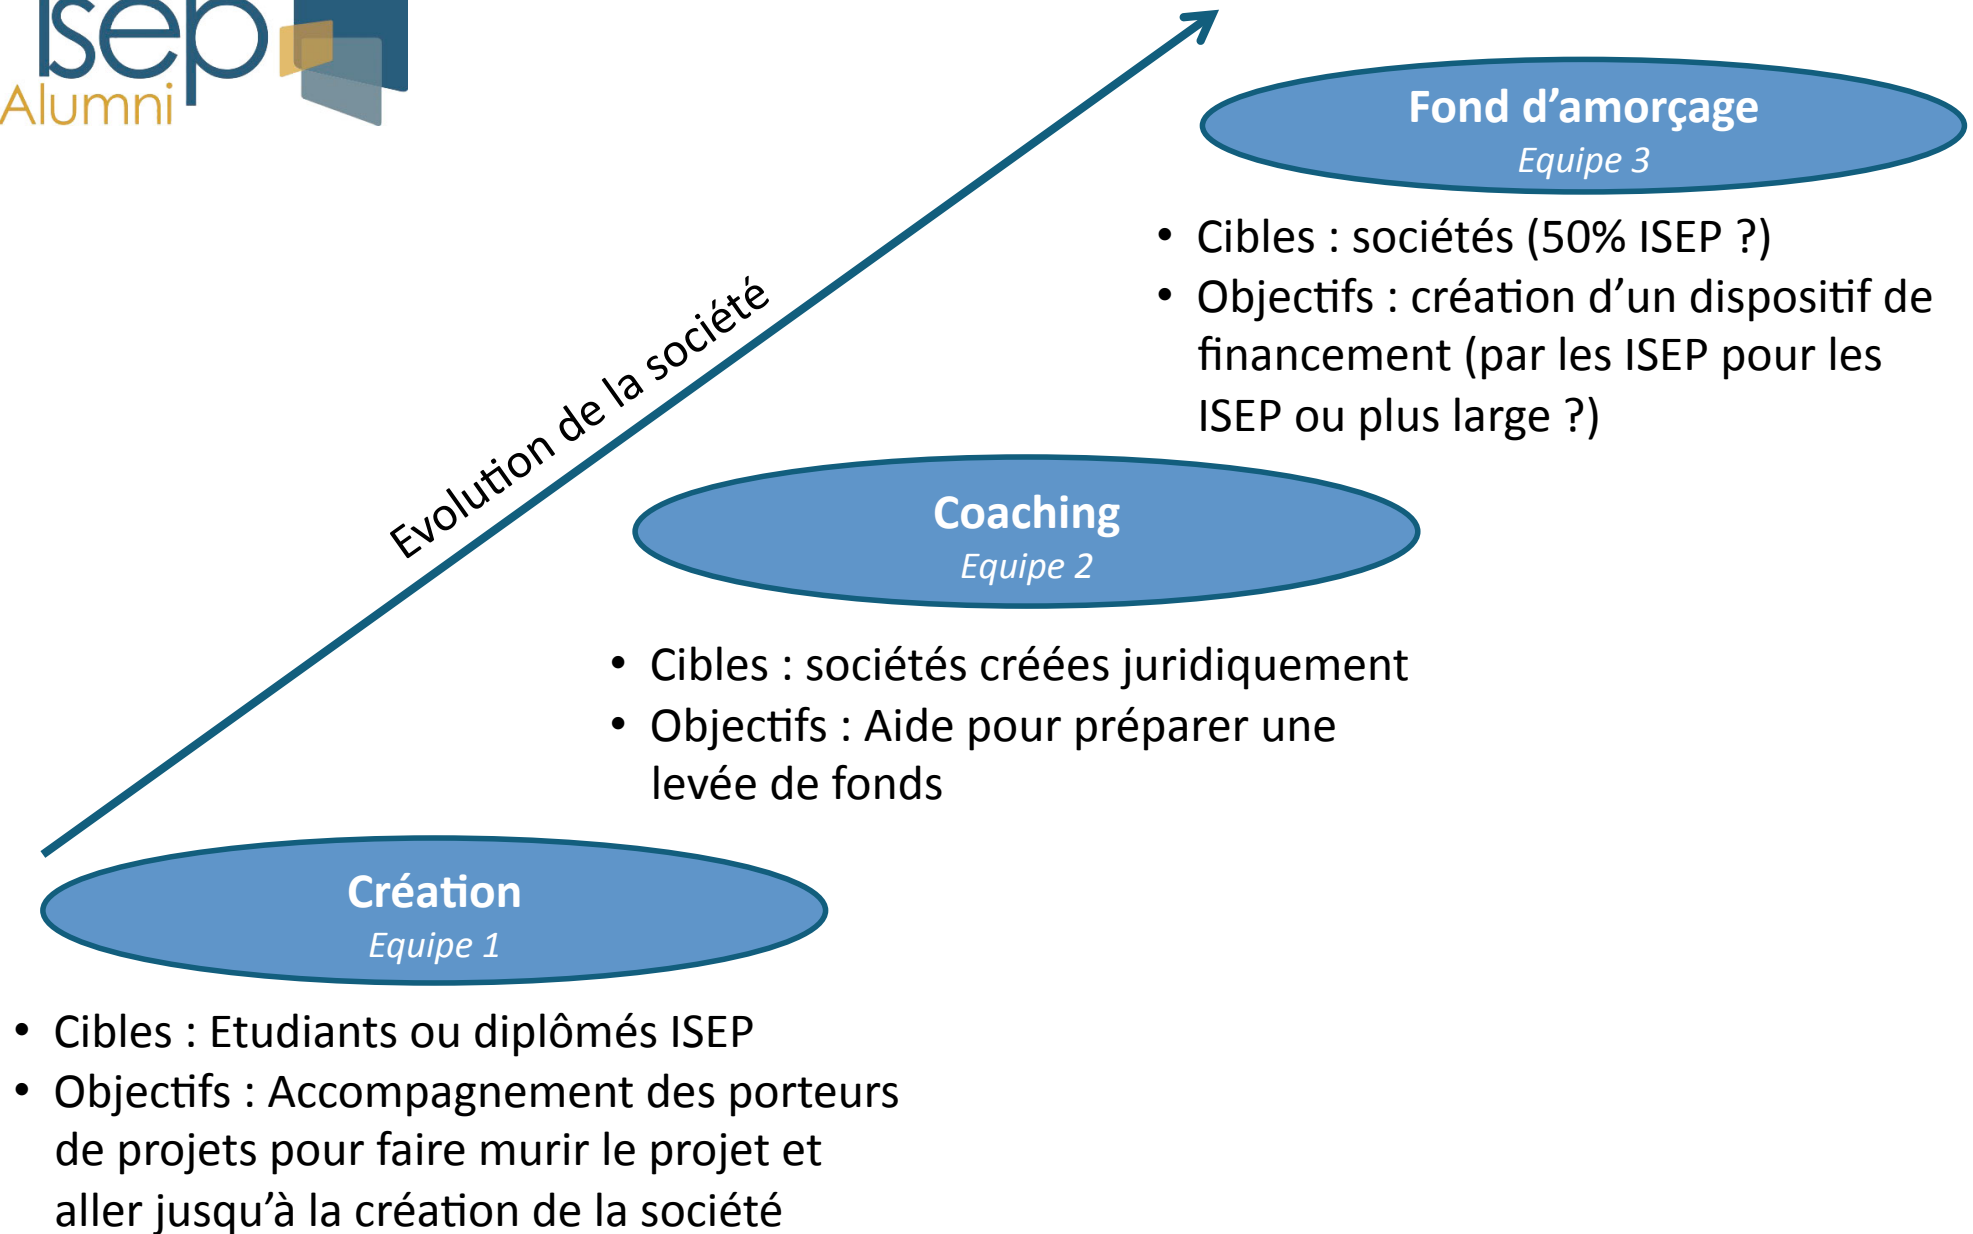 isep
Alumni
Fond d’amorçage
Equipe 3
• Cibles : sociétés (50% ISEP ?)
• Objectifs : création d’un dispositif de
financement (par les ISEP pour les
ISEP ou plus large ?)
Evolution de la société
Coaching
Equipe 2
• Cibles : sociétés créées juridiquement
• Objectifs : Aide pour préparer une
levée de fonds
Création
Equipe 1
• Cibles : Etudiants ou diplômés ISEP
• Objectifs : Accompagnement des porteurs
de projets pour faire murir le projet et
aller jusqu’à la création de la société